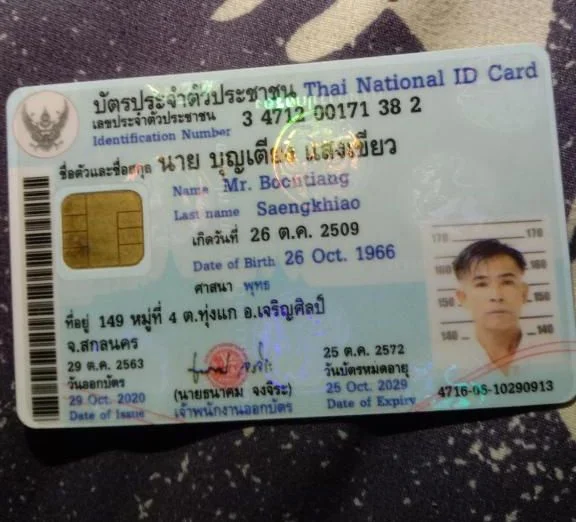 บัตรประจำตัวประชาชน Thai National ID Card
เลขประจำตัวประชาชน 3 4712 00171 38 2
Identification Number
ชื่อตัวและชื่อสกุล นาย บุญเตียง แสงเขียว
Name Mr. Boontiang
Last name Saengkhiao
เกิดวันที่ 26 ต.ค. 2509
Date of Birth 26 Oct. 1966
ศาสนา พุทธ
ที่อยู่ 149 หมู่ที่ 4 ต.ทุ่งแก อ.เจริญศิลป์
จ.สกลนคร
29 ต.ค. 2563
วันออกบัตร
29 Oct. 2020
Date of Issue
(นายธนาคม จงจิระ)
เจ้าพนักงานออกบัตร
25 ต.ค. 2572
วันบัตรหมดอายุ
25 Oct. 2029
Date of Expiry
170 170
160 160
150 150
140 140
4716-05-10290913